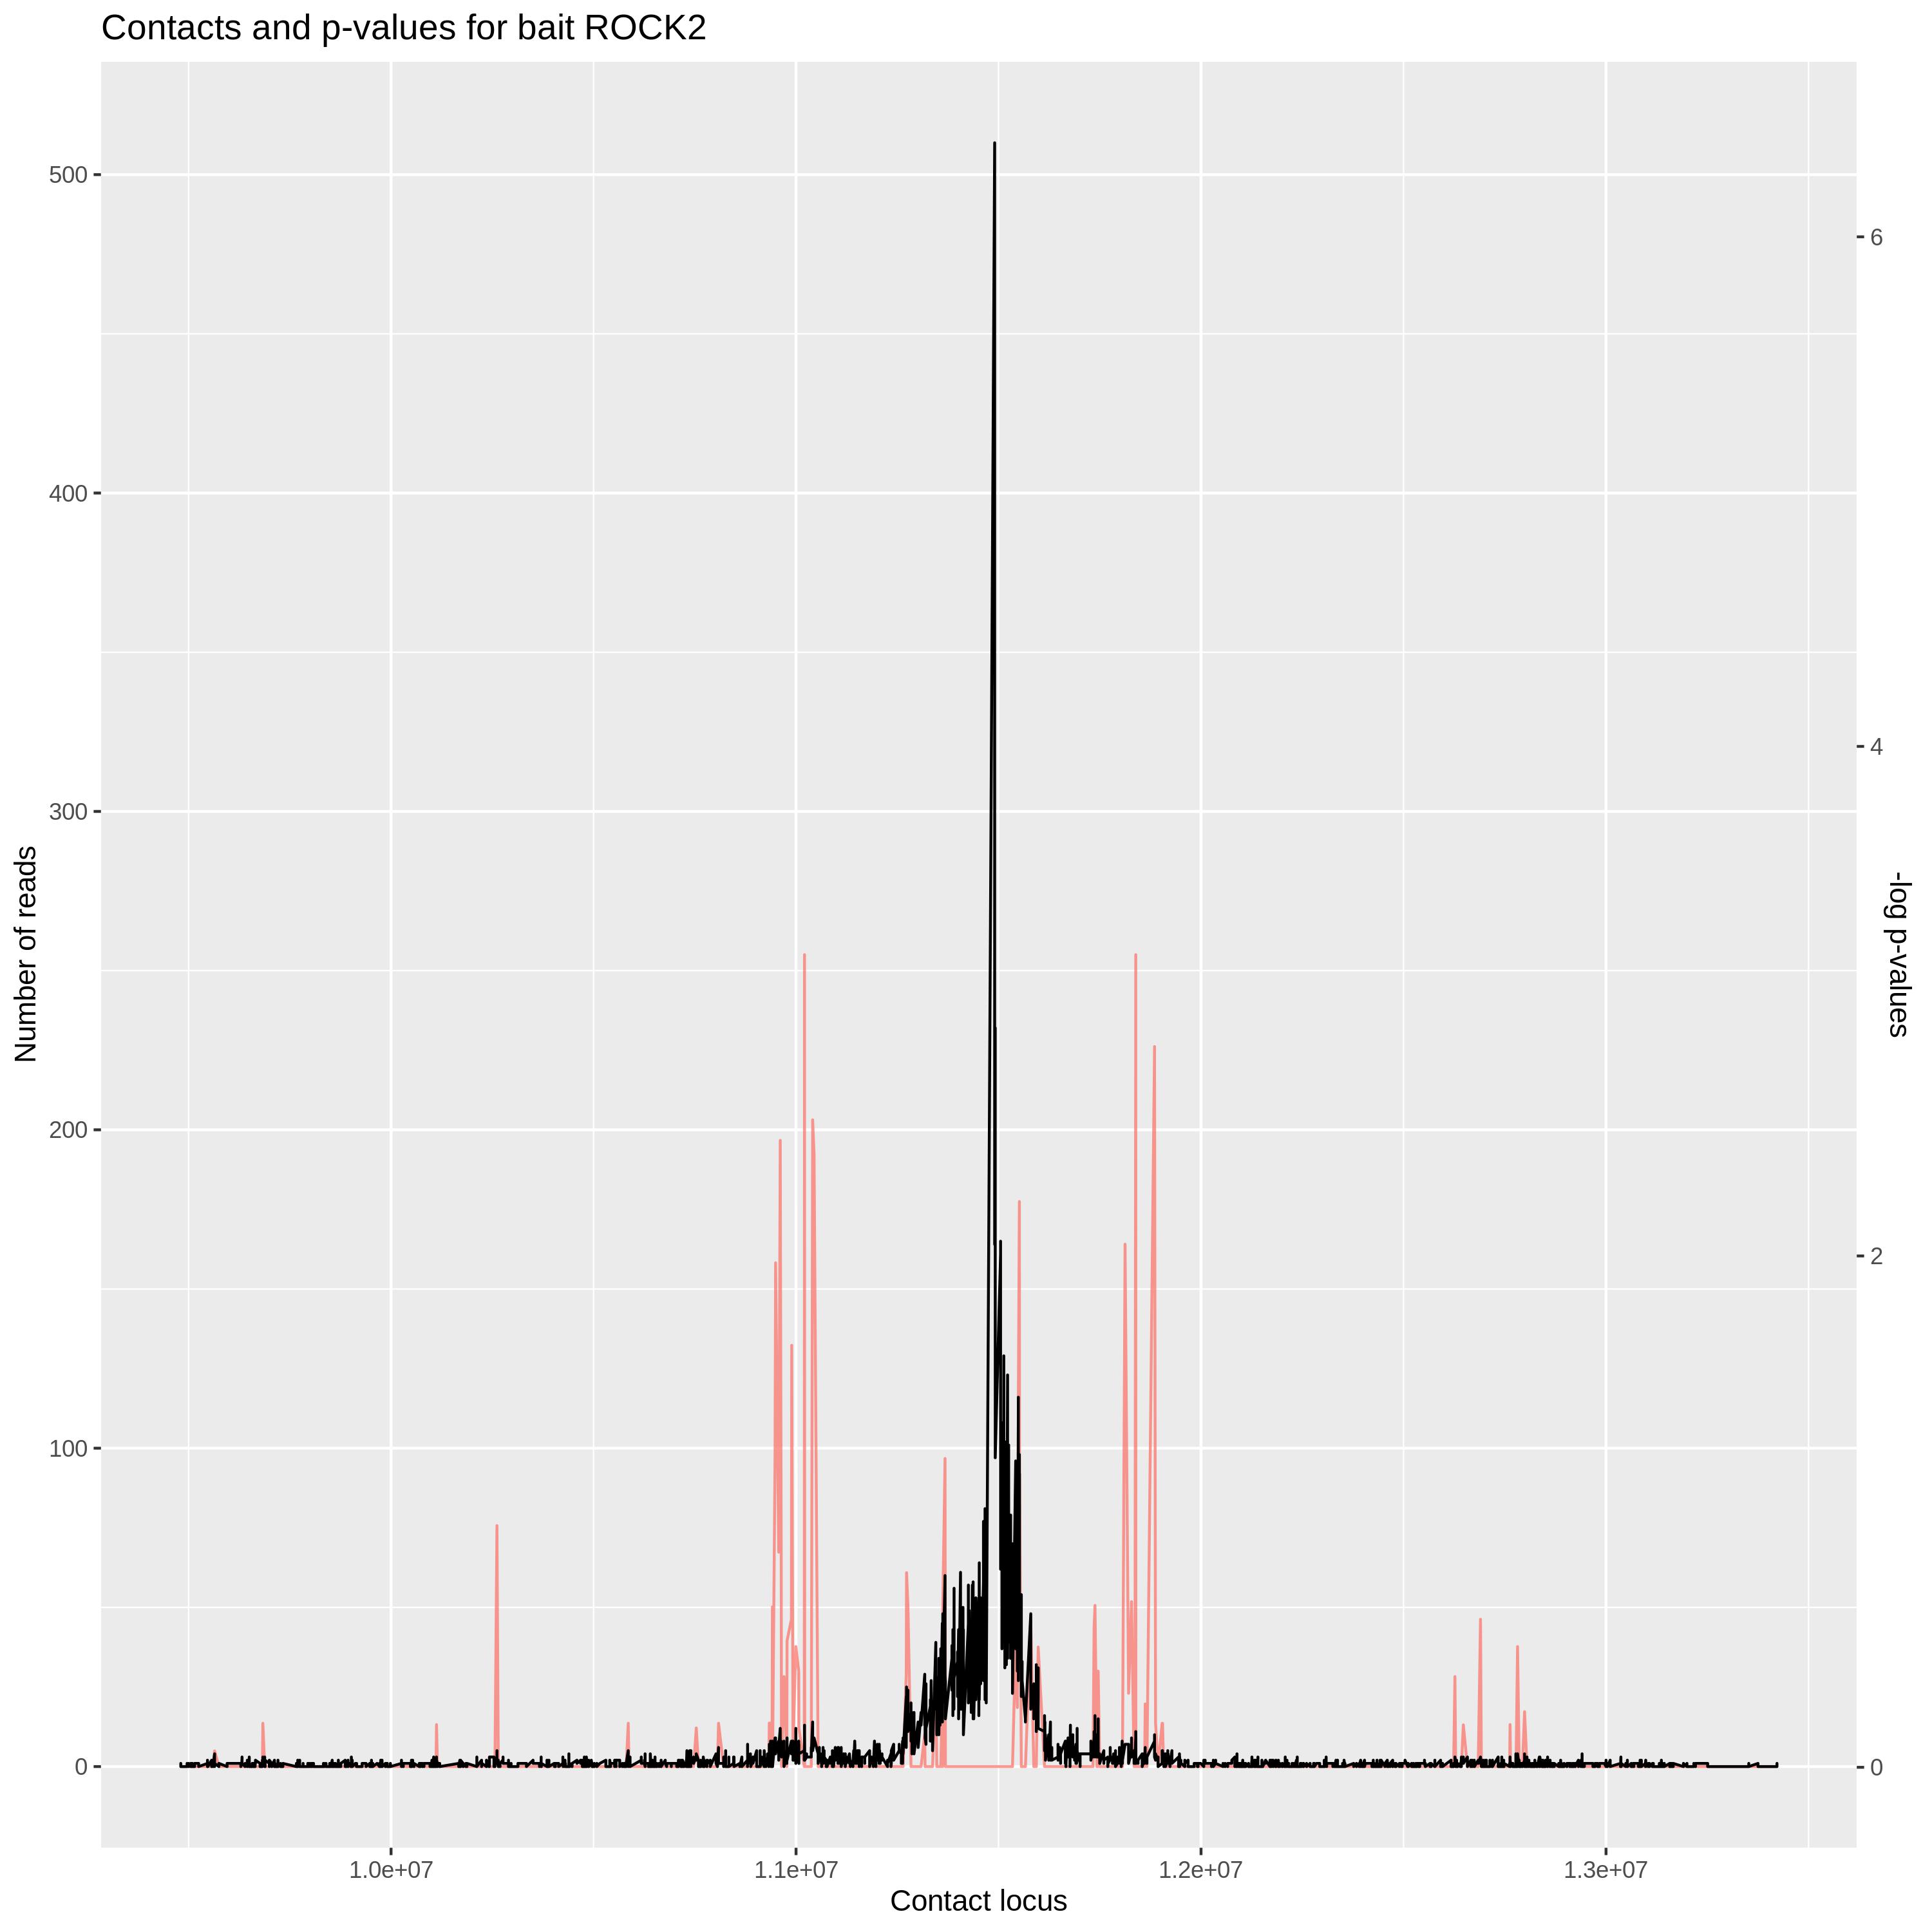 Contacts and p-values for bait ROCK2
500
400
300
200
100
0
Number of reads
6
4
2
0
-log p-values
1.0e+07
1.1e+07
1.2e+07
1.3e+07
Contact locus